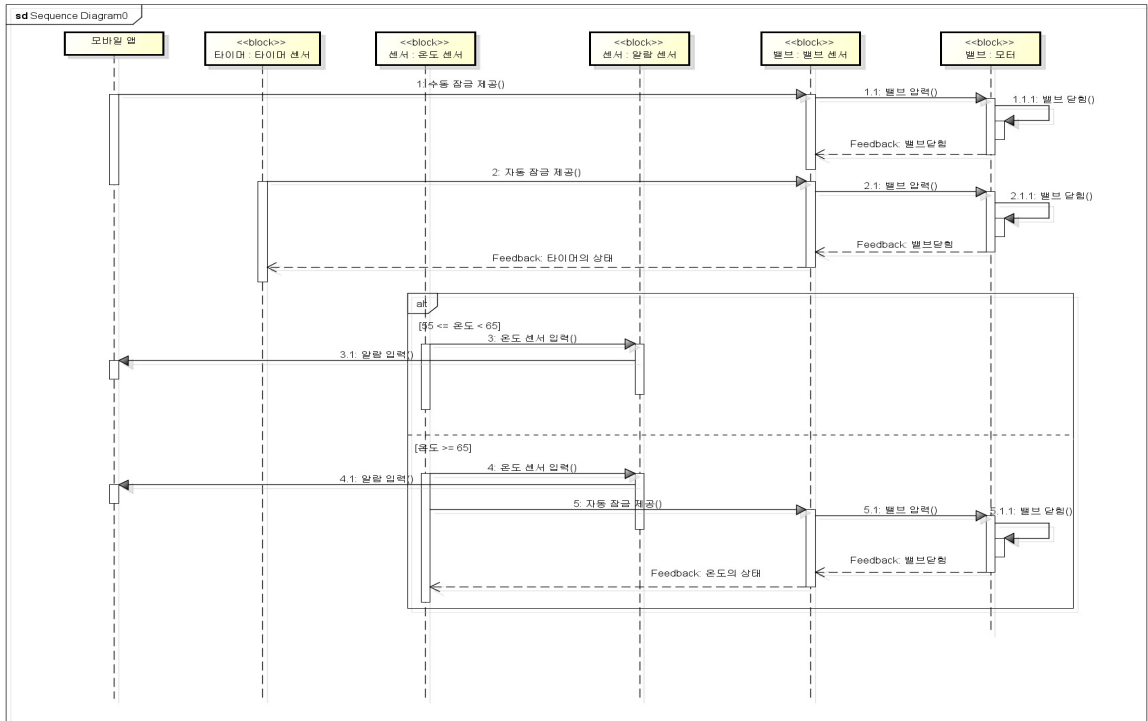 sd Sequence Diagram0
모바일 앱
<<block>>
타이머 : 타이머 센서
<<block>>
센서 : 온도 센서
<<block>>
센서 : 알람 센서
<<block>>
밸브 : 밸브 센서
<<block>>
밸브 : 모터
1: 수동 잠금 제공()
1.1: 밸브 압력()
1.1.1: 밸브 닫힘()
Feedback: 밸브닫힘
2: 자동 잠금 제공()
2.1: 밸브 압력()
2.1.1: 밸브 닫힘()
Feedback: 밸브닫힘
Feedback: 타이머의 상태
alt
[55 <= 온도 < 65]
3: 온도 센서 입력()
3.1: 알람 입력()
[온도 >= 65]
4: 온도 센서 입력()
4.1: 알람 입력()
5: 자동 잠금 제공()
5.1: 밸브 압력()
5.1.1: 밸브 닫힘()
Feedback: 밸브닫힘
Feedback: 온도의 상태